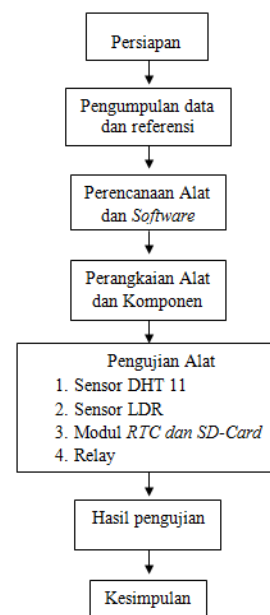 Persiapan
Pengumpulan data
dan referensi
Perencanaan Alat
dan Software
Perangkaian Alat
dan Komponen
Pengujian Alat
1. Sensor DHT 11
2. Sensor LDR
3. Modul RTC dan SD-Card
4. Relay
Hasil pengujian
Kesimpulan